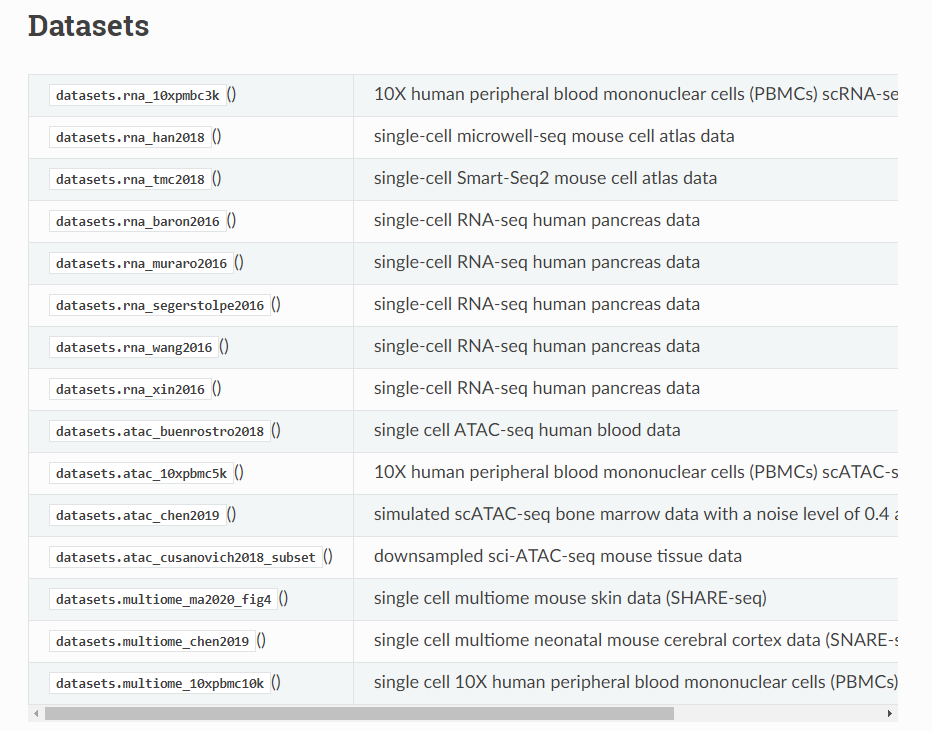 Datasets
datasets.rna_10xpmbc3k() 10X human peripheral blood mononuclear cells (PBMCs) scRNA-se
datasets.rna_han2018() single-cell microwell-seq mouse cell atlas data
datasets.rna_tmc2018() single-cell Smart-Seq2 mouse cell atlas data
datasets.rna_baron2016() single-cell RNA-seq human pancreas data
datasets.rna_muraro2016() single-cell RNA-seq human pancreas data
datasets.rna_segerstolpe2016() single-cell RNA-seq human pancreas data
datasets.rna_wang2016() single-cell RNA-seq human pancreas data
datasets.rna_xin2016() single-cell RNA-seq human pancreas data
datasets.atac_buenrostro2018() single cell ATAC-seq human blood data
datasets.atac_10xpbmc5k() 10X human peripheral blood mononuclear cells (PBMCs) scATAC-s
datasets.atac_chen2019() simulated scATAC-seq bone marrow data with a noise level of 0.4 a
datasets.atac_cusanovich2018_subset() downsampled sci-ATAC-seq mouse tissue data
datasets.multiome_ma2020_fig4() single cell multiome mouse skin data (SHARE-seq)
datasets.multiome_chen2019() single cell multiome neonatal mouse cerebral cortex data (SNARE-s
datasets.multiome_10xpbmc10k() single cell 10X human peripheral blood mononuclear cells (PBMCs)